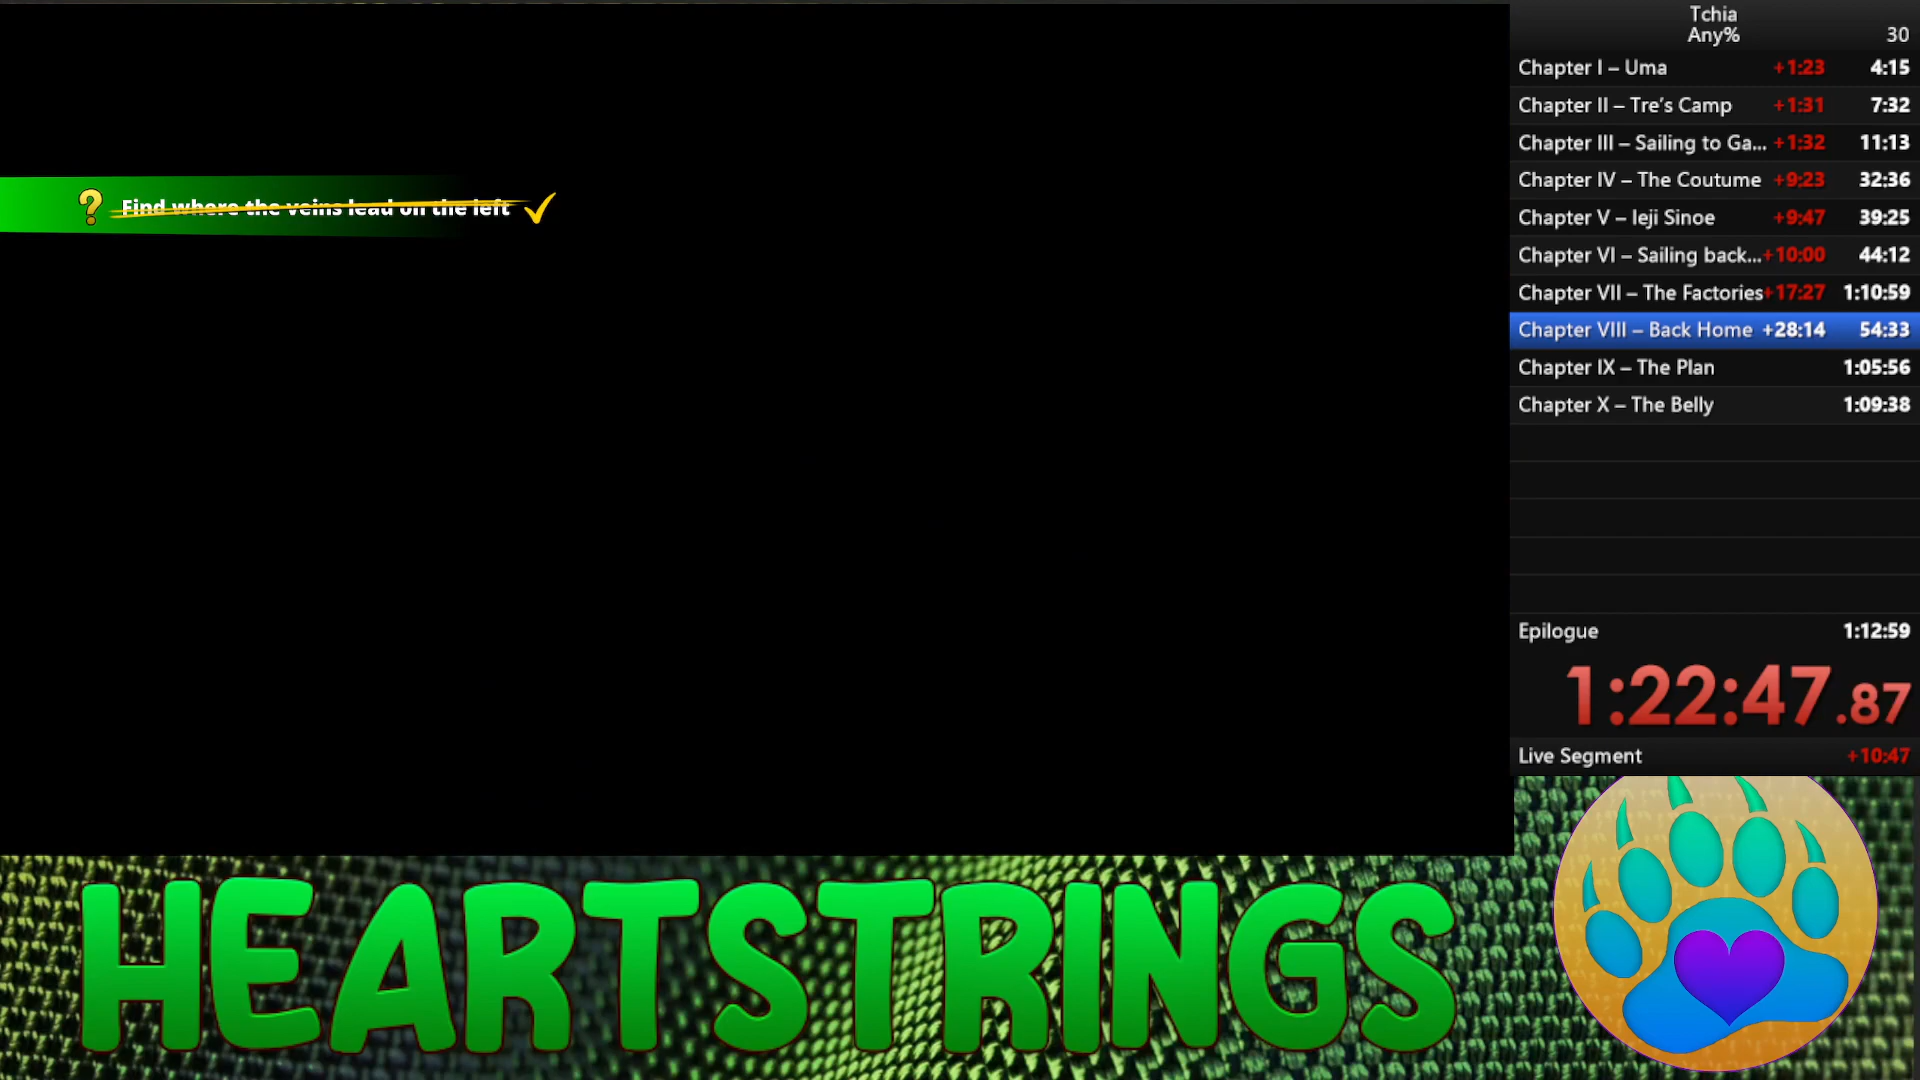 Find where the veins lead on the left
Tchia
Any%
30
Chapter I – Uma +1:23 4:15
Chapter II – Tre's Camp +1:31 7:32
Chapter III – Sailing to Ga... +1:32 11:13
Chapter IV – The Coutume +9:23 32:36
Chapter V – Ieji Sinoe +9:47 39:25
Chapter VI – Sailing back... +10:00 44:12
Chapter VII – The Factories +17:27 1:10:59
Chapter VIII – Back Home +28:14 54:33
Chapter IX – The Plan 1:05:56
Chapter X – The Belly 1:09:38
Epilogue 1:12:59
1:22:47.87
Live Segment +10:47
HEARTSTRINGS